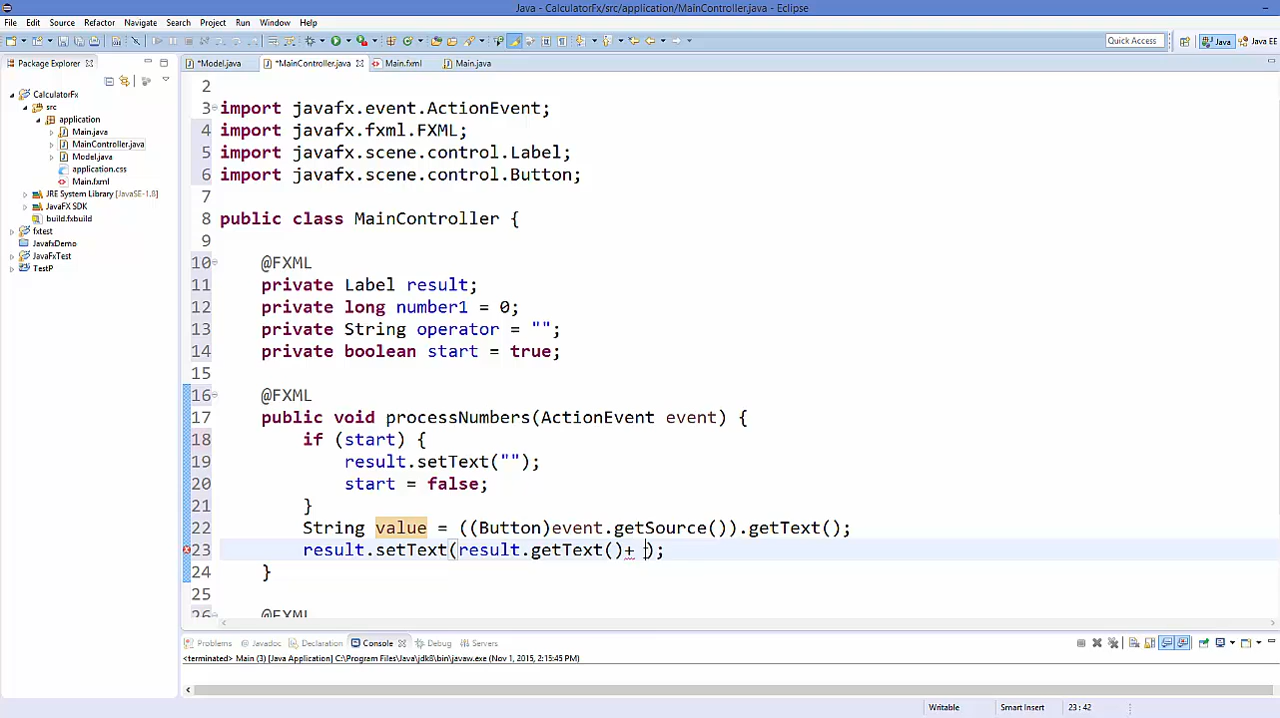 Java - CalculatorFx/src/application/MainController.java - Eclipse
File Edit Source Refactor Navigate Search Project Run Window Help
Quick Access Java Java EE
Package Explorer
CalculatorFx
src
application
Main.java
MainController.java
Model.java
application.css
Main.fxml
JRE System Library [JavaSE-1.8]
JavaFX SDK
build.fxbuild
fxtest
JavafxDemo
JavaFxTest
TestP
*Model.java *MainController.java Main.fxml Main.java
2
3 import javafx.event.ActionEvent;
4 import javafx.fxml.FXML;
5 import javafx.scene.control.Label;
6 import javafx.scene.control.Button;
7
8 public class MainController {
9
10 @FXML
11 private Label result;
12 private long number1 = 0;
13 private String operator = "";
14 private boolean start = true;
15
16 @FXML
17 public void processNumbers(ActionEvent event) {
18 if (start) {
19 result.setText("");
20 start = false;
21 }
22 String value = ((Button)event.getSource()).getText();
23 result.setText(result.getText()+ );
24 }
25
26 @FXML
Problems @ Javadoc Declaration Console Debug Servers
<terminated> Main (3) [Java Application] C:\Program Files\Java\jdk8\bin\javaw.exe (Nov 1, 2015, 2:15:45 PM)
Writable Smart Insert 23 : 42